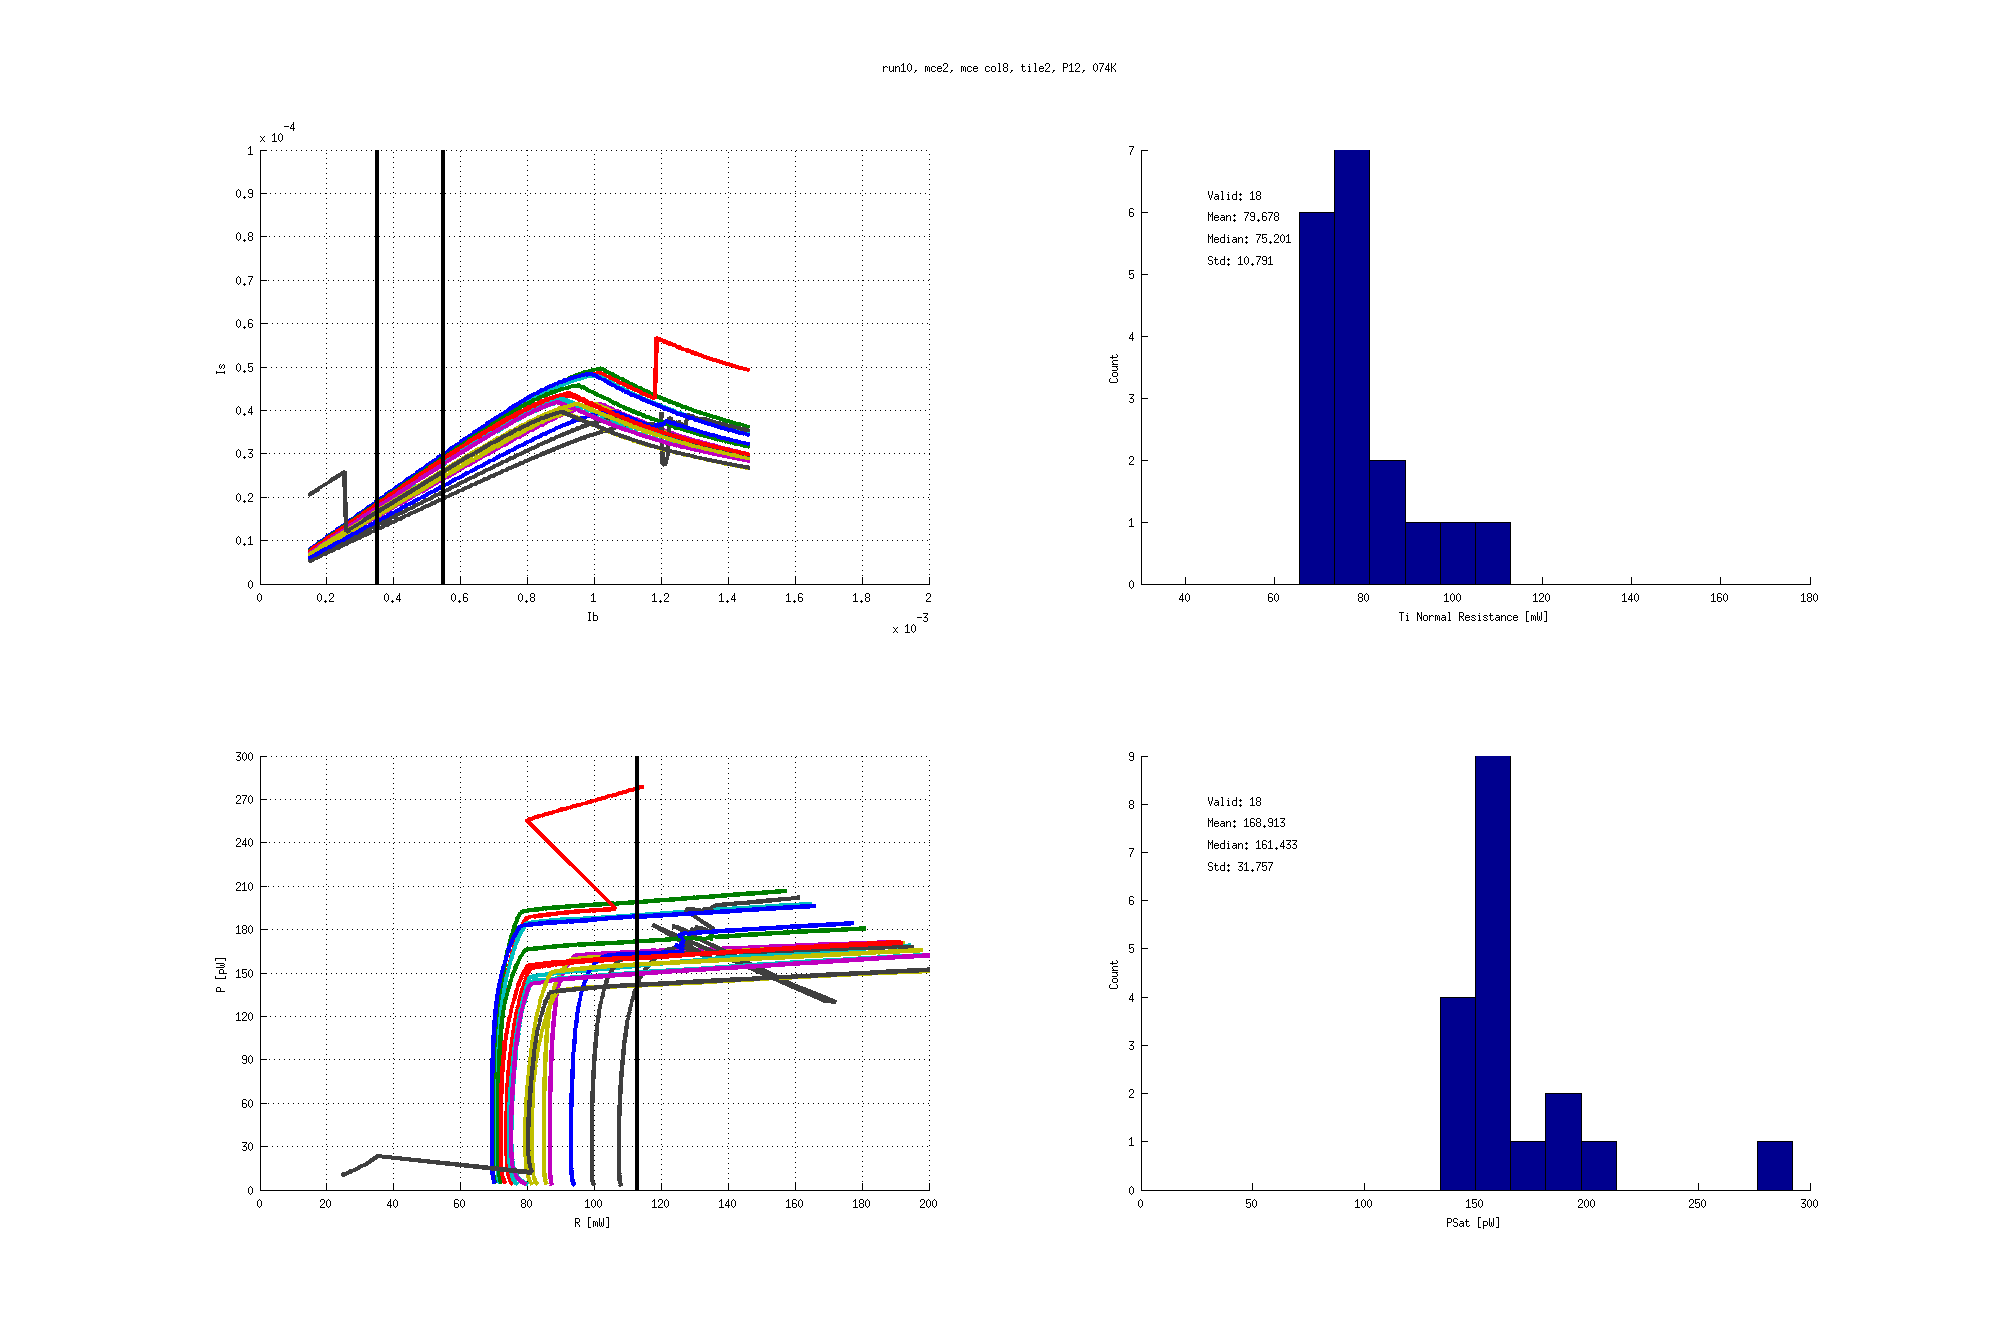 run10, mce2, mce col8, tile2, P12, 074K
x 10^-4
1
0.9
0.8
0.7
0.6
0.5
0.4
0.3
0.2
0.1
0
Is
0 0.2 0.4 0.6 0.8 1 1.2 1.4 1.6 1.8 2
Ib
x 10^-3
7
6
5
4
3
2
1
0
Count
Valid: 18
Mean: 79.678
Median: 75.201
Std: 10.791
40 60 80 100 120 140 160 180
Ti Normal Resistance [mW]
300
270
240
210
180
150
120
90
60
30
0
P [pW]
0 20 40 60 80 100 120 140 160 180 200
R [mW]
9
8
7
6
5
4
3
2
1
0
Count
Valid: 18
Mean: 168.913
Median: 161.433
Std: 31.757
0 50 100 150 200 250 300
PSat [pW]